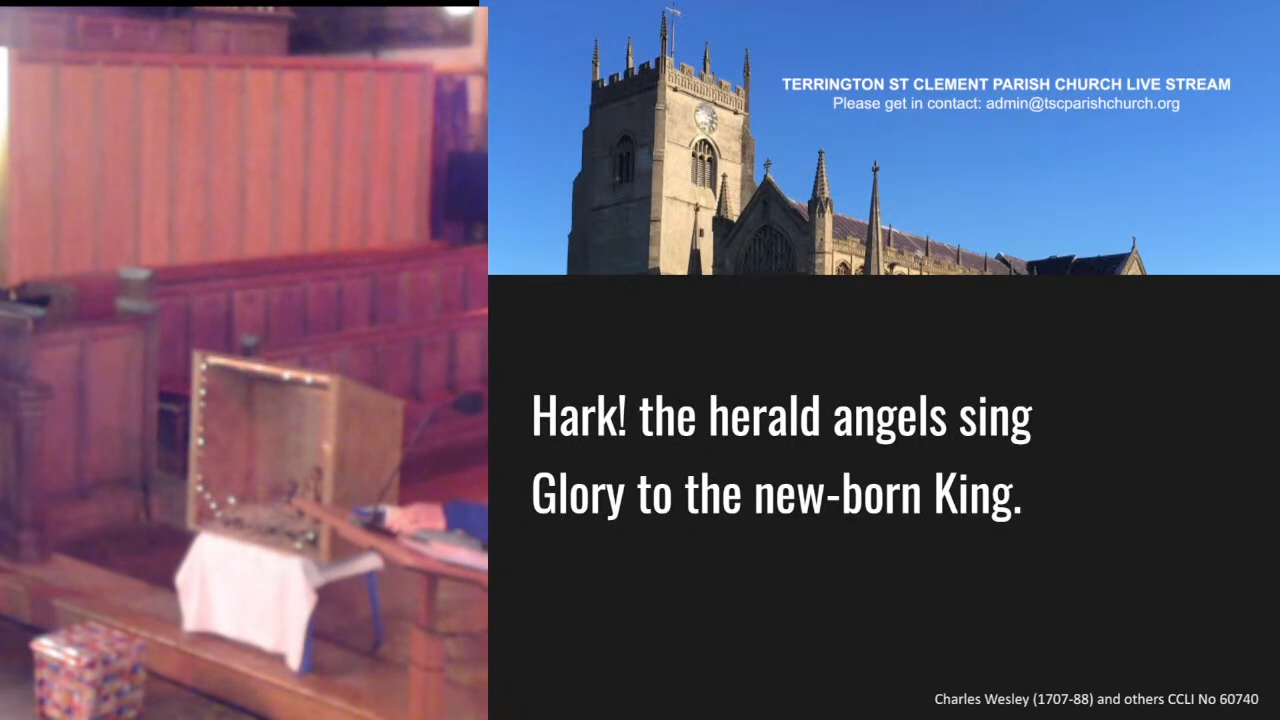 TERRINGTON ST CLEMENT PARISH CHURCH LIVE STREAM
Please get in contact: admin@tscparishchurch.org
Hark! the herald angels sing
Glory to the new-born King.
Charles Wesley (1707-88) and others CCLI No 60740